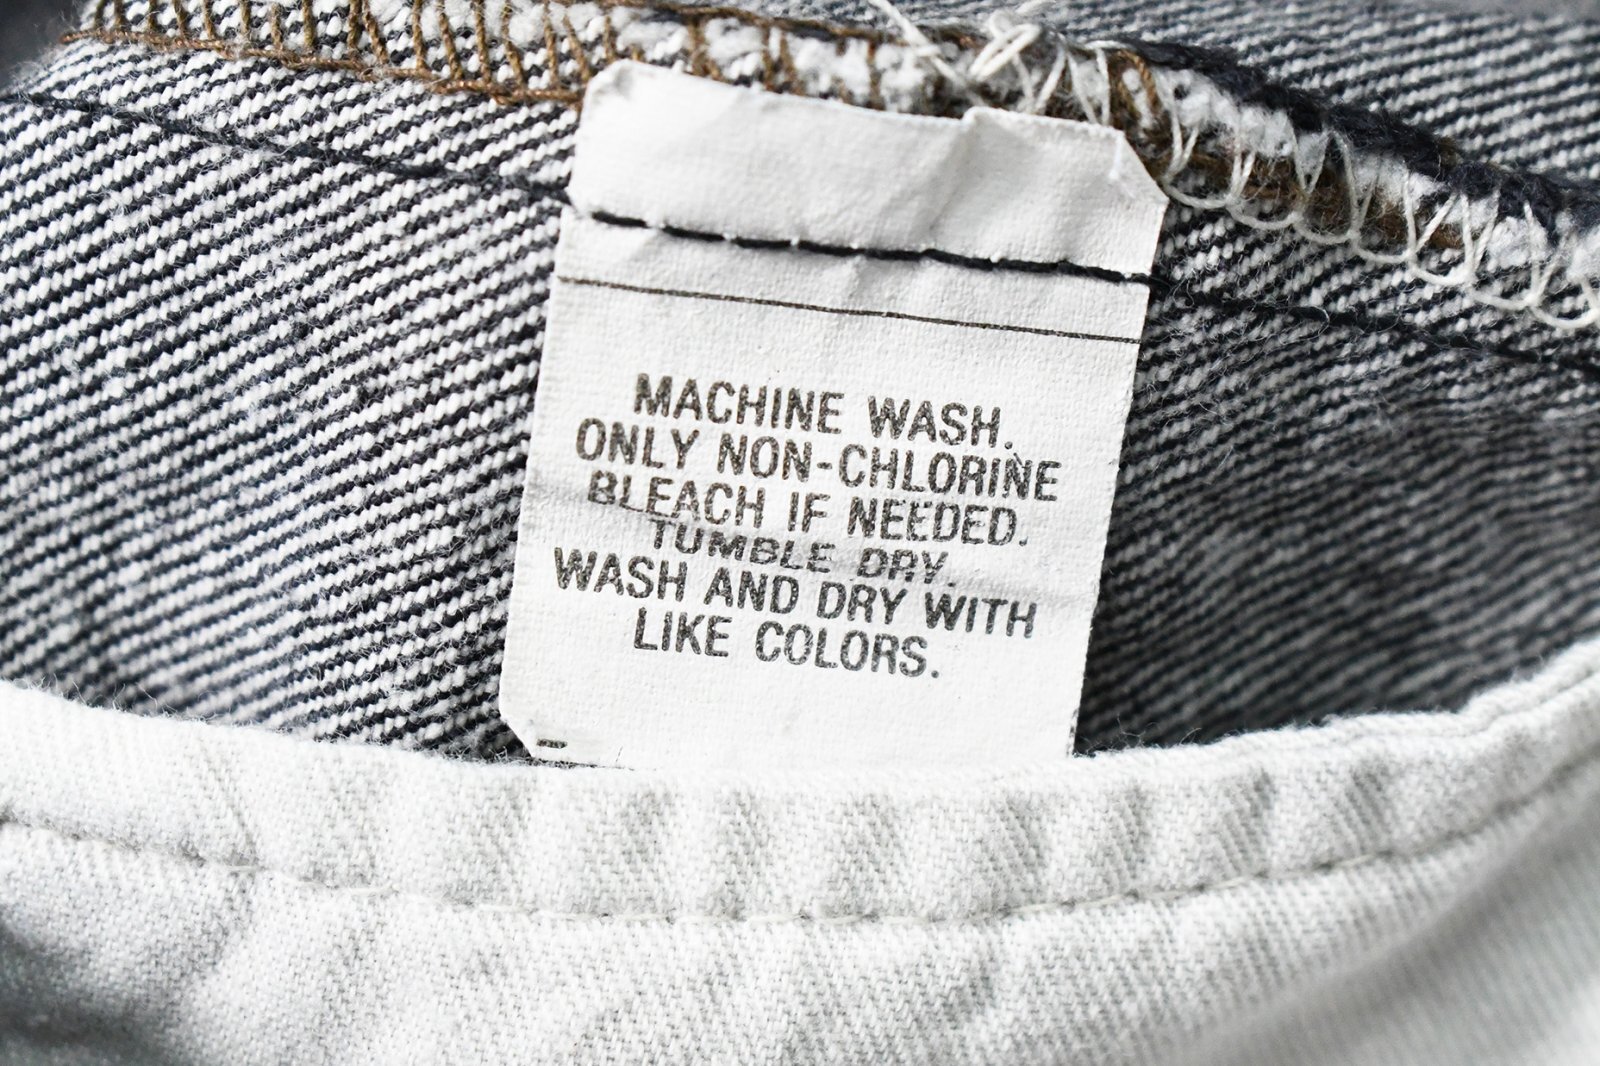 MACHINE WASH.
ONLY NON-CHLORINE
BLEACH IF NEEDED.
TUMBLE DRY.
WASH AND DRY WITH
LIKE COLORS.